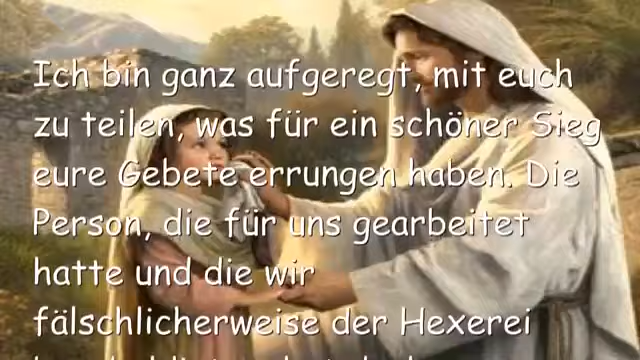 Ich bin ganz aufgeregt, mit euch
zu teilen, was für ein schöner Sieg
eure Gebete errungen haben. Die
Person, die für uns gearbeitet
hatte und die wir
fälschlicherweise der Hexerei